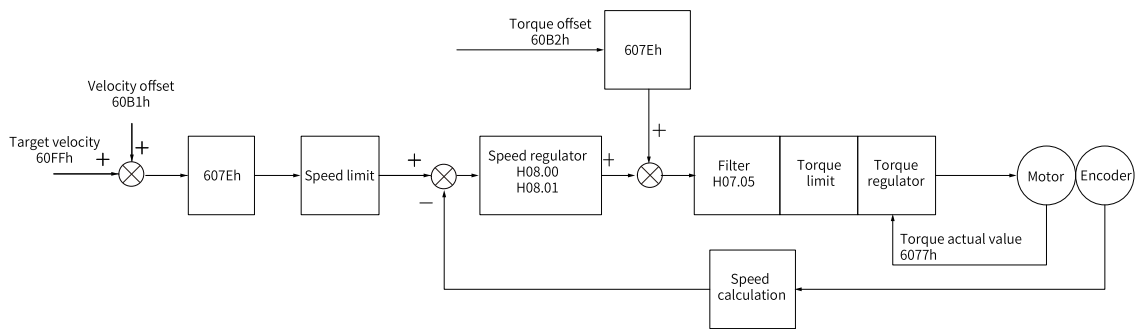 Torque offset
60B2h
607Eh
Velocity offset
60B1h
+
Target velocity
60FFh
+
607Eh
Speed limit
+
−
Speed regulator
H08.00
H08.01
+
+
Filter
H07.05
Torque
limit
Torque
regulator
Motor
Encoder
Torque actual value
6077h
Speed
calculation